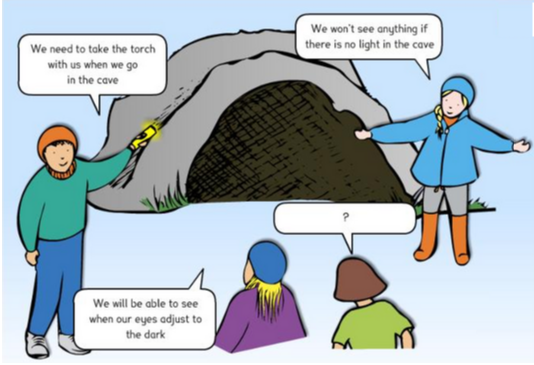 We need to take the torch
with us when we go
in the cave
We won't see anything if
there is no light in the cave
?
We will be able to see
when our eyes adjust to
the dark